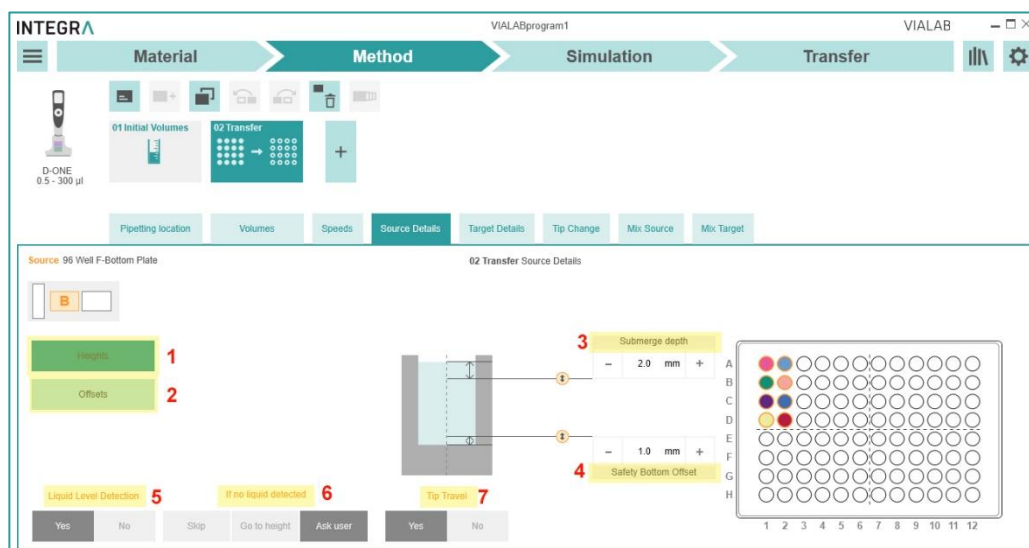 INTEGRA
VIALABprogram1
VIALAB
Material
Method
Simulation
Transfer
D-ONE
0.5 - 300 µl
01 Initial Volumes
02 Transfer
+
Pipetting location
Volumes
Speeds
Source Details
Target Details
Tip Change
Mix Source
Mix Target
Source 96 Well F-Bottom Plate
02 Transfer Source Details
B
Heights
1
Offsets
2
3
Submerge depth
- 2.0 mm +
- 1.0 mm +
4
Safety Bottom Offset
Liquid Level Detection
5
Yes
No
If no liquid detected
6
Skip
Go to height
Ask user
Tip Travel
7
Yes
No
A
B
C
D
E
F
G
H
1 2 3 4 5 6 7 8 9 10 11 12